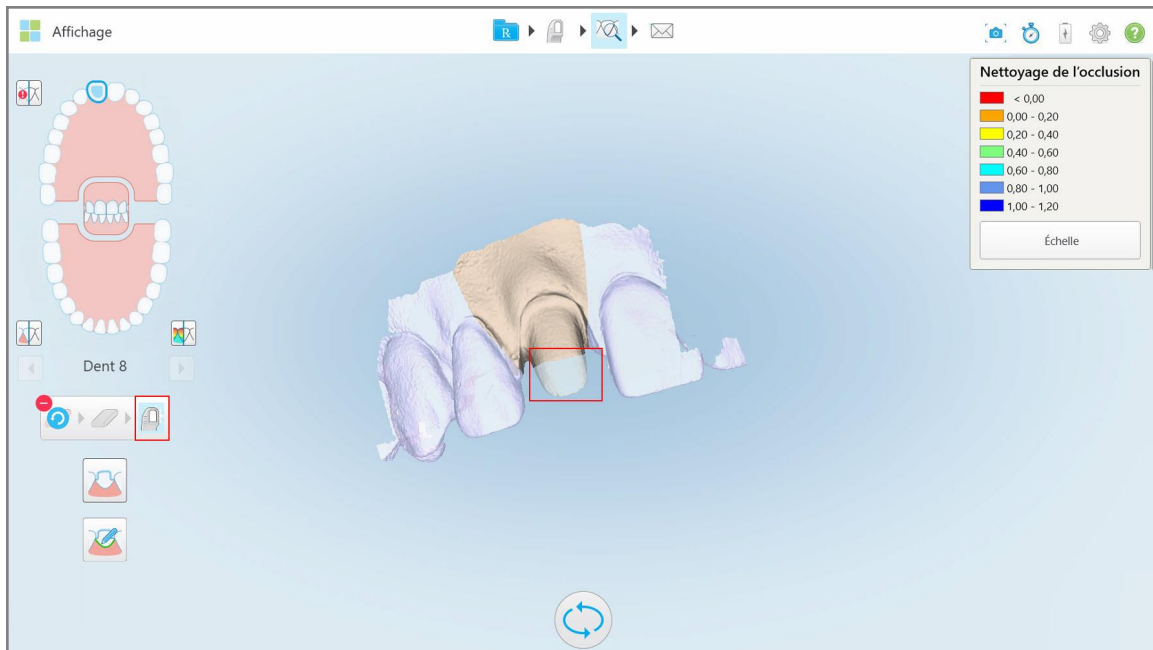 Affichage
R
Nettoyage de l'occlusion
< 0,00
0,00 - 0,20
0,20 - 0,40
0,40 - 0,60
0,60 - 0,80
0,80 - 1,00
1,00 - 1,20
Échelle
Dent 8